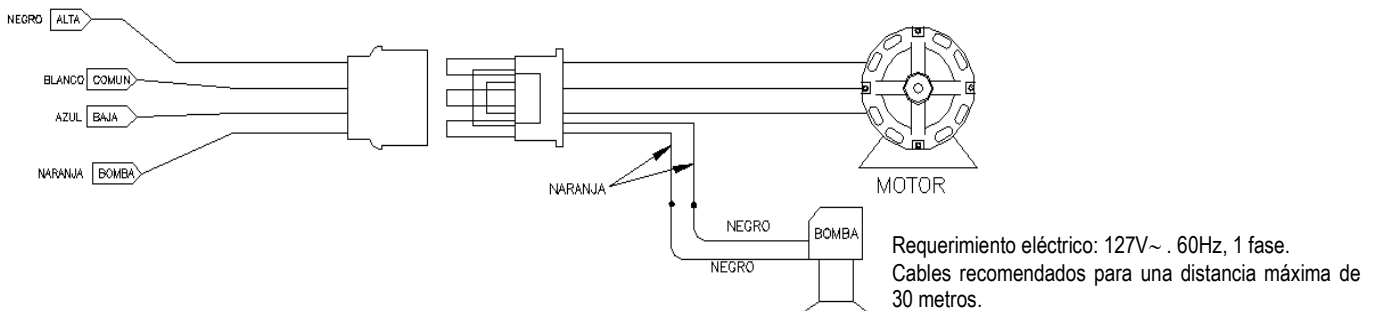 NEGRO ALTA
BLANCO COMUN
AZUL BAJA
NARANJA BOMBA
NARANJA
MOTOR
NEGRO
BOMBA
NEGRO
Requerimiento eléctrico: 127V~ . 60Hz, 1 fase.
Cables recomendados para una distancia máxima de
30 metros.